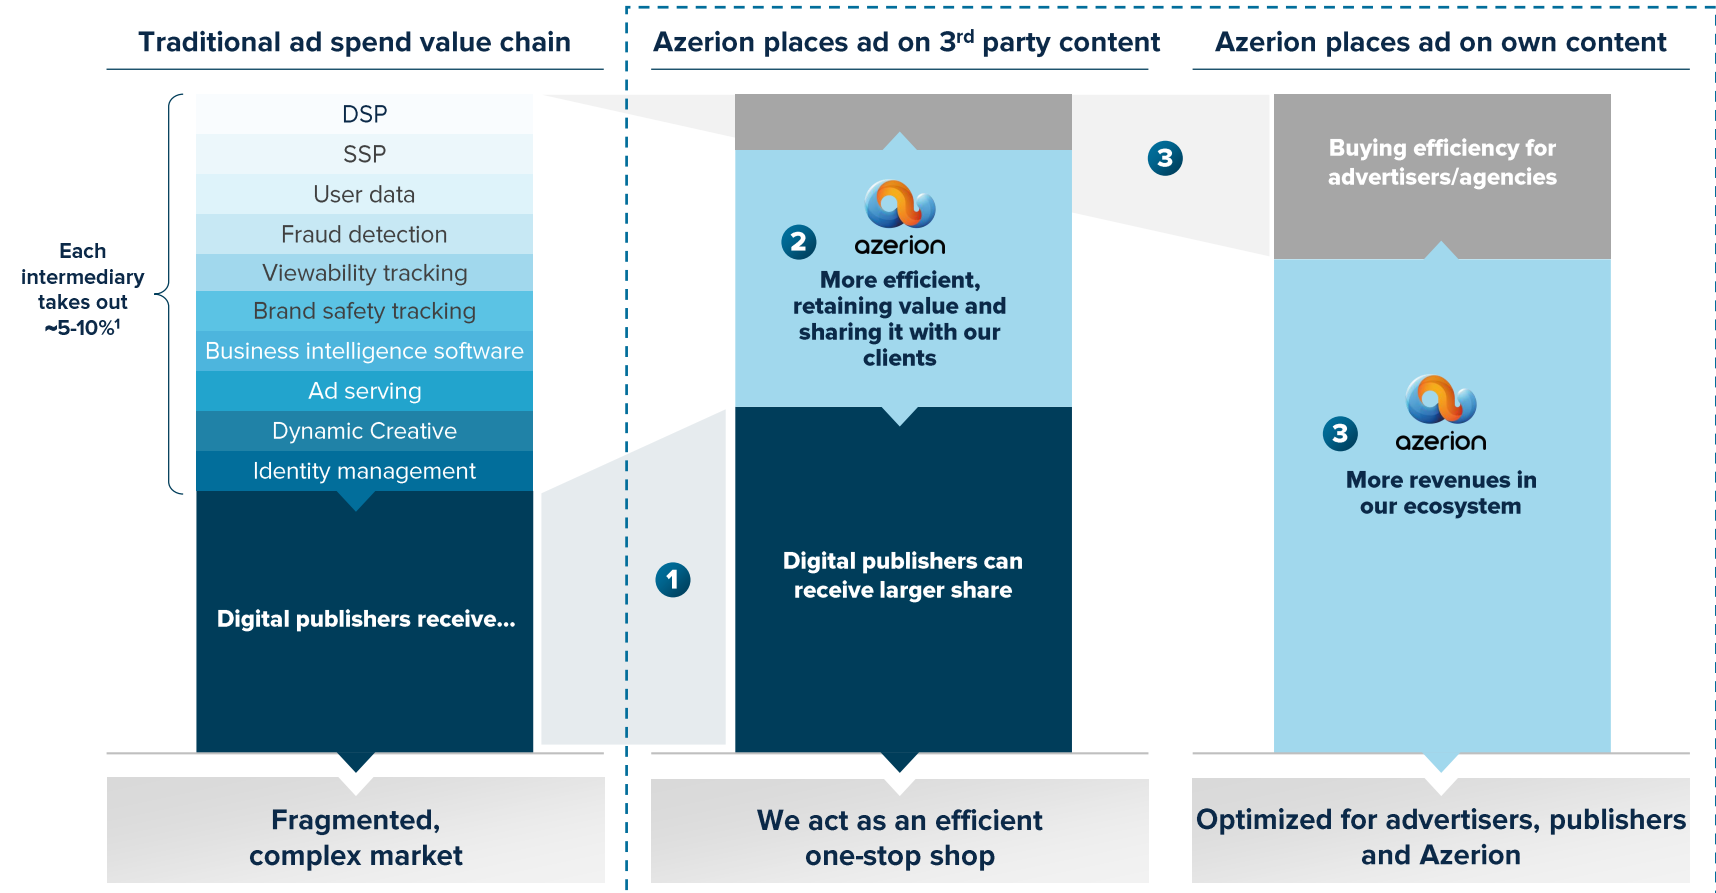 Traditional ad spend value chain
Each
intermediary
takes out
~5-10%¹
DSP
SSP
User data
Fraud detection
Viewability tracking
Brand safety tracking
Business intelligence software
Ad serving
Dynamic Creative
Identity management
Digital publishers receive...
Fragmented,
complex market
Azerion places ad on 3rd party content
2
azerion
More efficient,
retaining value and
sharing it with our
clients
1
Digital publishers can
receive larger share
We act as an efficient
one-stop shop
Azerion places ad on own content
3
Buying efficiency for
advertisers/agencies
3
azerion
More revenues in
our ecosystem
Optimized for advertisers, publishers
and Azerion